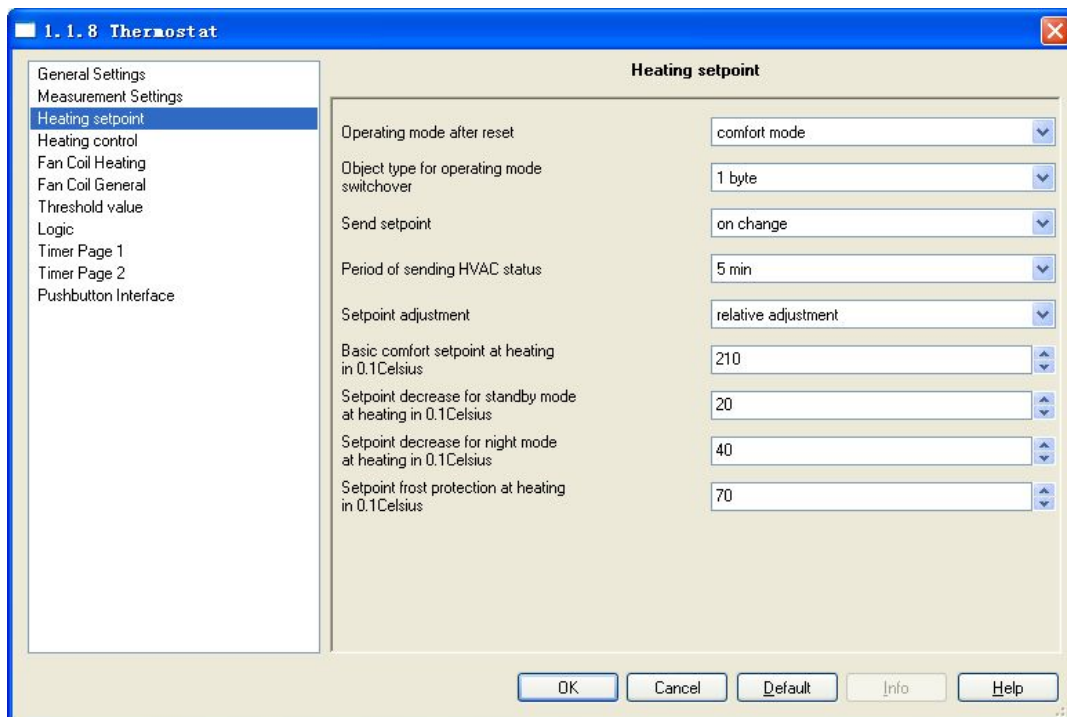 1.1.8 Thermostat
General Settings
Measurement Settings
Heating setpoint
Heating control
Fan Coil Heating
Fan Coil General
Threshold value
Logic
Timer Page 1
Timer Page 2
Pushbutton Interface
Heating setpoint
Operating mode after reset
comfort mode
Object type for operating mode
switchover
1 byte
Send setpoint
on change
Period of sending HVAC status
5 min
Setpoint adjustment
relative adjustment
Basic comfort setpoint at heating
in 0.1Celsius
210
Setpoint decrease for standby mode
at heating in 0.1Celsius
20
Setpoint decrease for night mode
at heating in 0.1Celsius
40
Setpoint frost protection at heating
in 0.1Celsius
70
OK
Cancel
Default
Info
Help